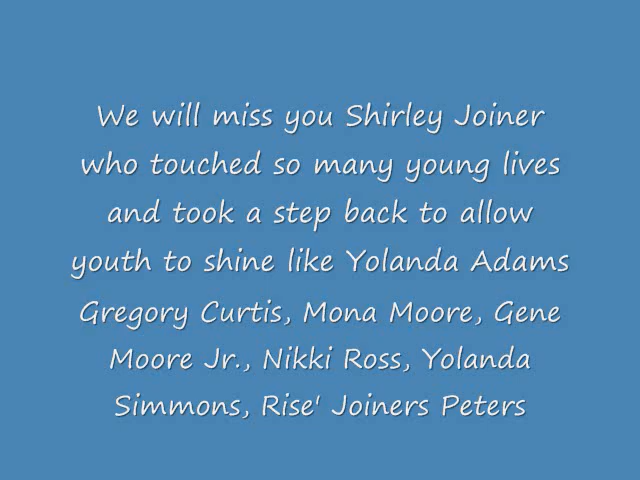 We will miss you Shirley Joiner
who touched so many young lives
and took a step back to allow
youth to shine like Yolanda Adams
Gregory Curtis, Mona Moore, Gene
Moore Jr., Nikki Ross, Yolanda
Simmons, Rise' Joiners Peters